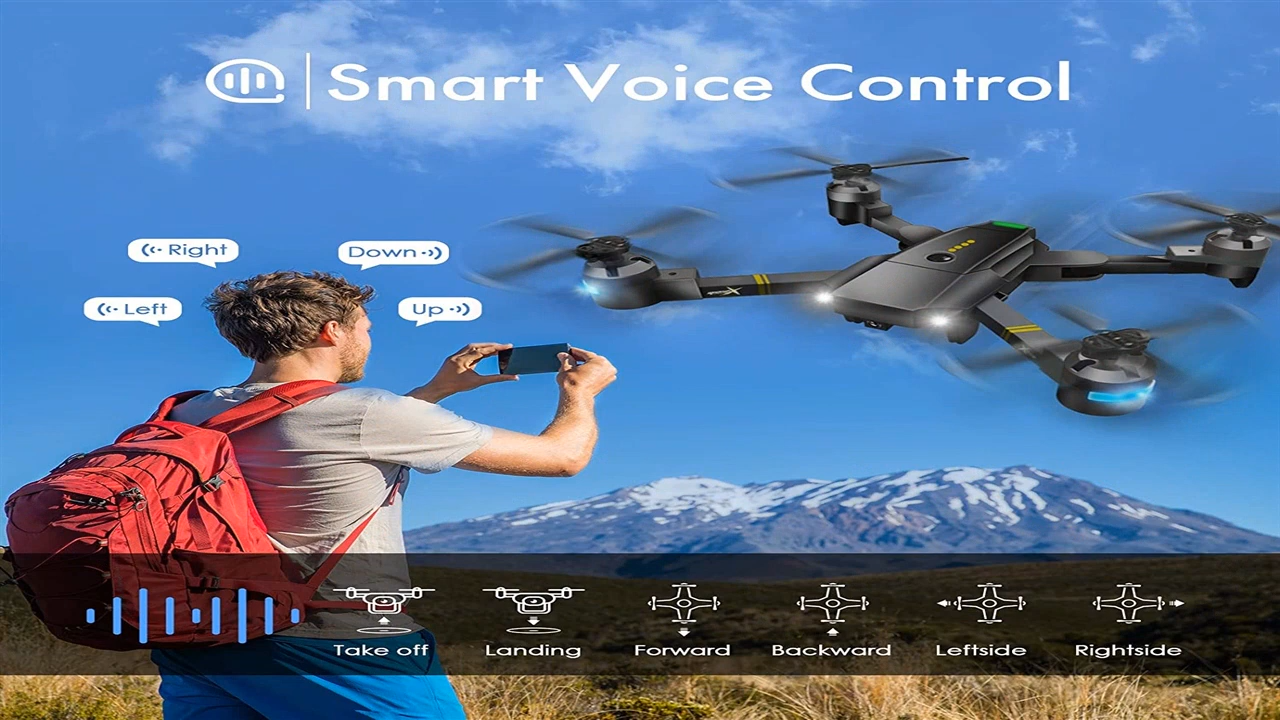 Smart Voice Control
Right
Down
Left
Up
X
Take off
Landing
Forward
Backward
Leftside
Rightside